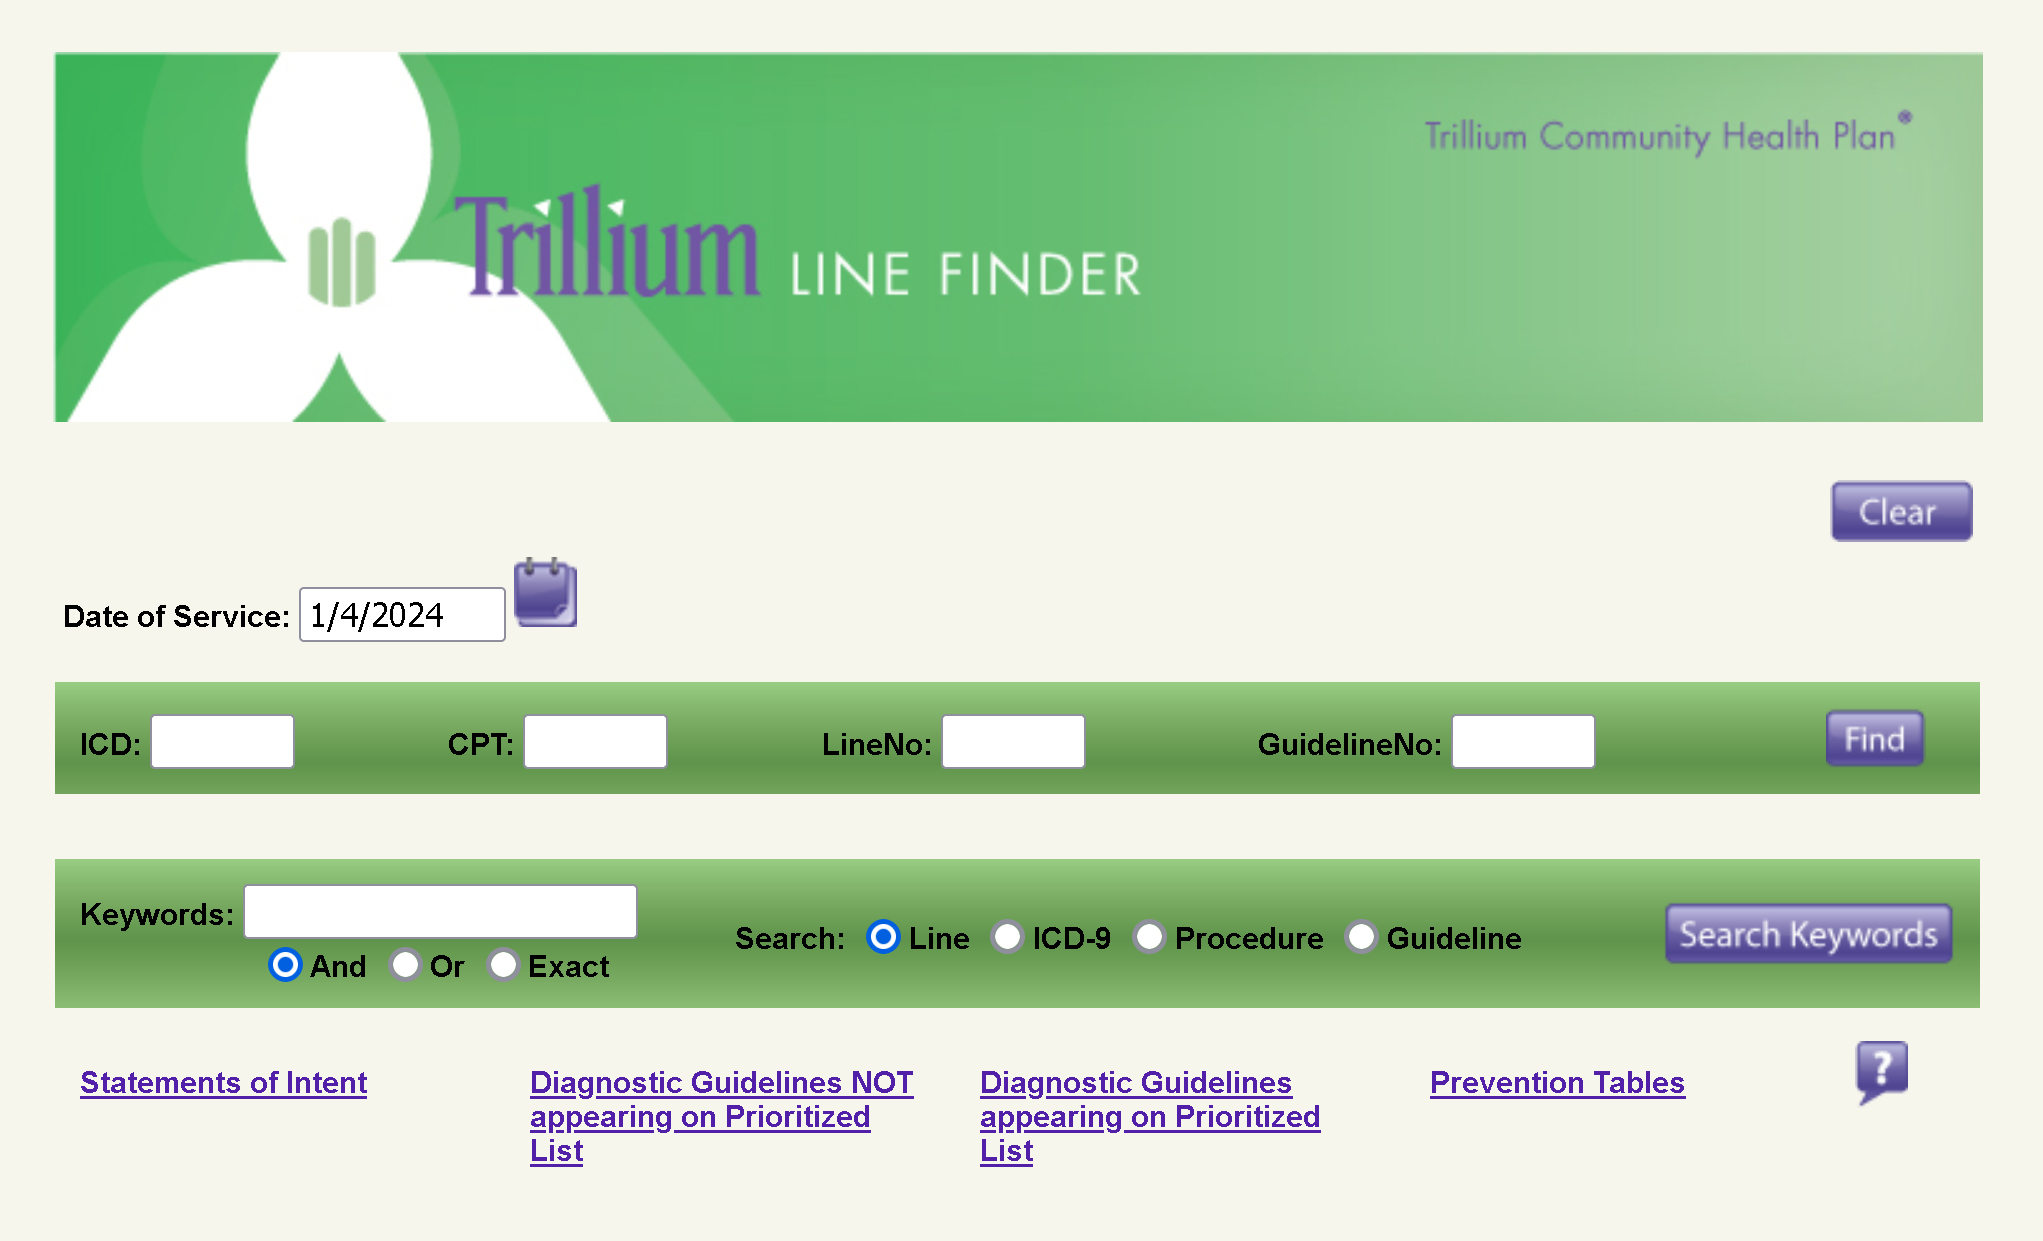 Trillium Community Health Plan®
Trillium LINE FINDER
Clear
Date of Service: 1/4/2024
ICD: CPT: LineNo: GuidelineNo: Find
Keywords:
And Or Exact
Search: Line ICD-9 Procedure Guideline
Search Keywords
Statements of Intent
Diagnostic Guidelines NOT
appearing on Prioritized
List
Diagnostic Guidelines
appearing on Prioritized
List
Prevention Tables
?